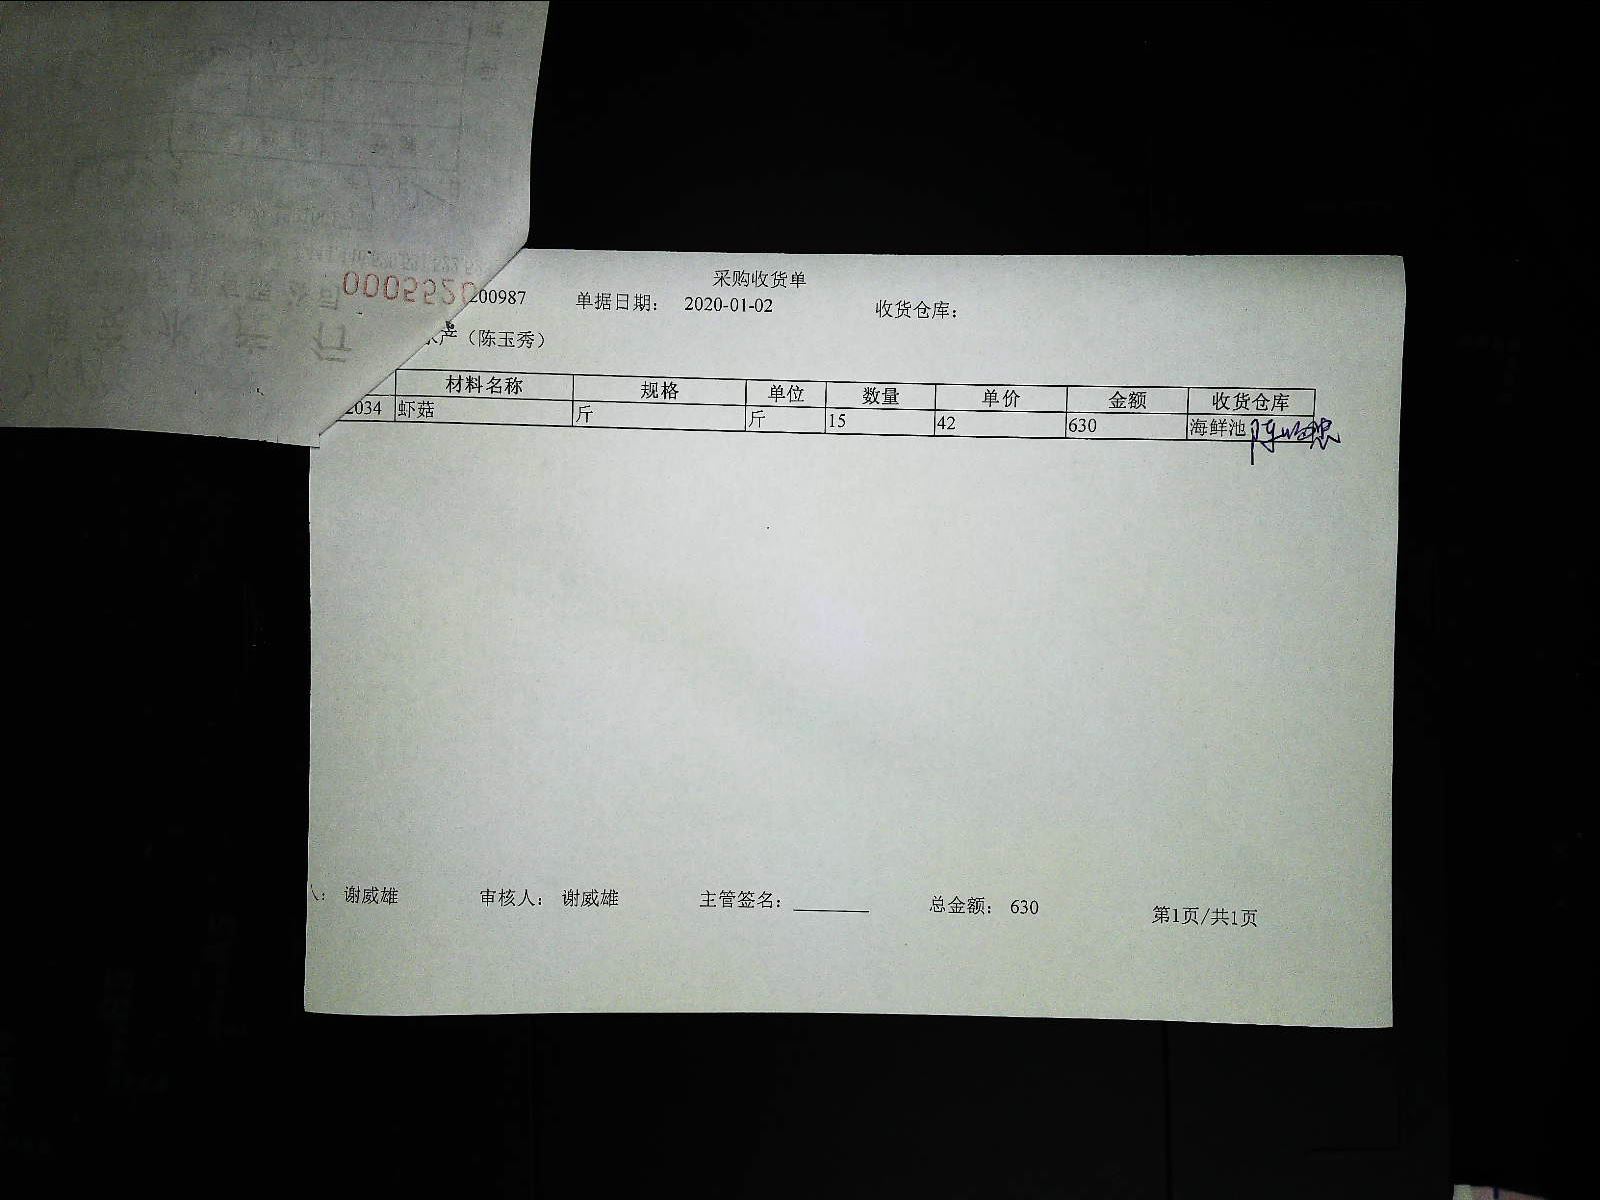 采购收货单
200987 单据日期： 2020-01-02 收货仓库：
水产（陈玉秀）
材料名称 规格 单位 数量 单价 金额 收货仓库
2034 虾菇 斤 斤 15 42 630 海鲜池
谢威雄 审核人： 谢威雄 主管签名： 总金额： 630 第1页/共1页
0005520